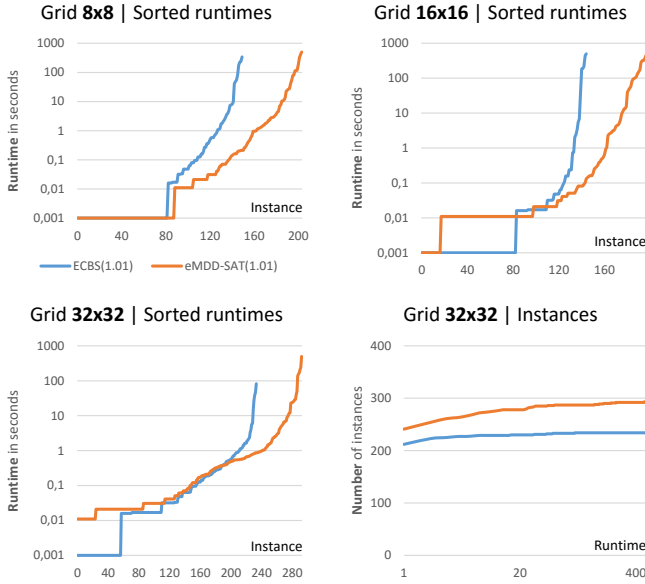 Grid 8x8 | Sorted runtimes
Runtime in seconds
1000
100
10
1
0,1
0,01
0,001
0 40 80 120 160 200
Instance
ECBS(1.01) eMDD-SAT(1.01)
Grid 16x16 | Sorted runtimes
Runtime in seconds
1000
100
10
1
0,1
0,01
0,001
0 40 80 120 160
Instance
Grid 32x32 | Sorted runtimes
Runtime in seconds
1000
100
10
1
0,1
0,01
0,001
0 40 80 120 160 200 240 280
Instance
Grid 32x32 | Instances
Number of instances
400
300
200
100
0
1 20 400
Runtime